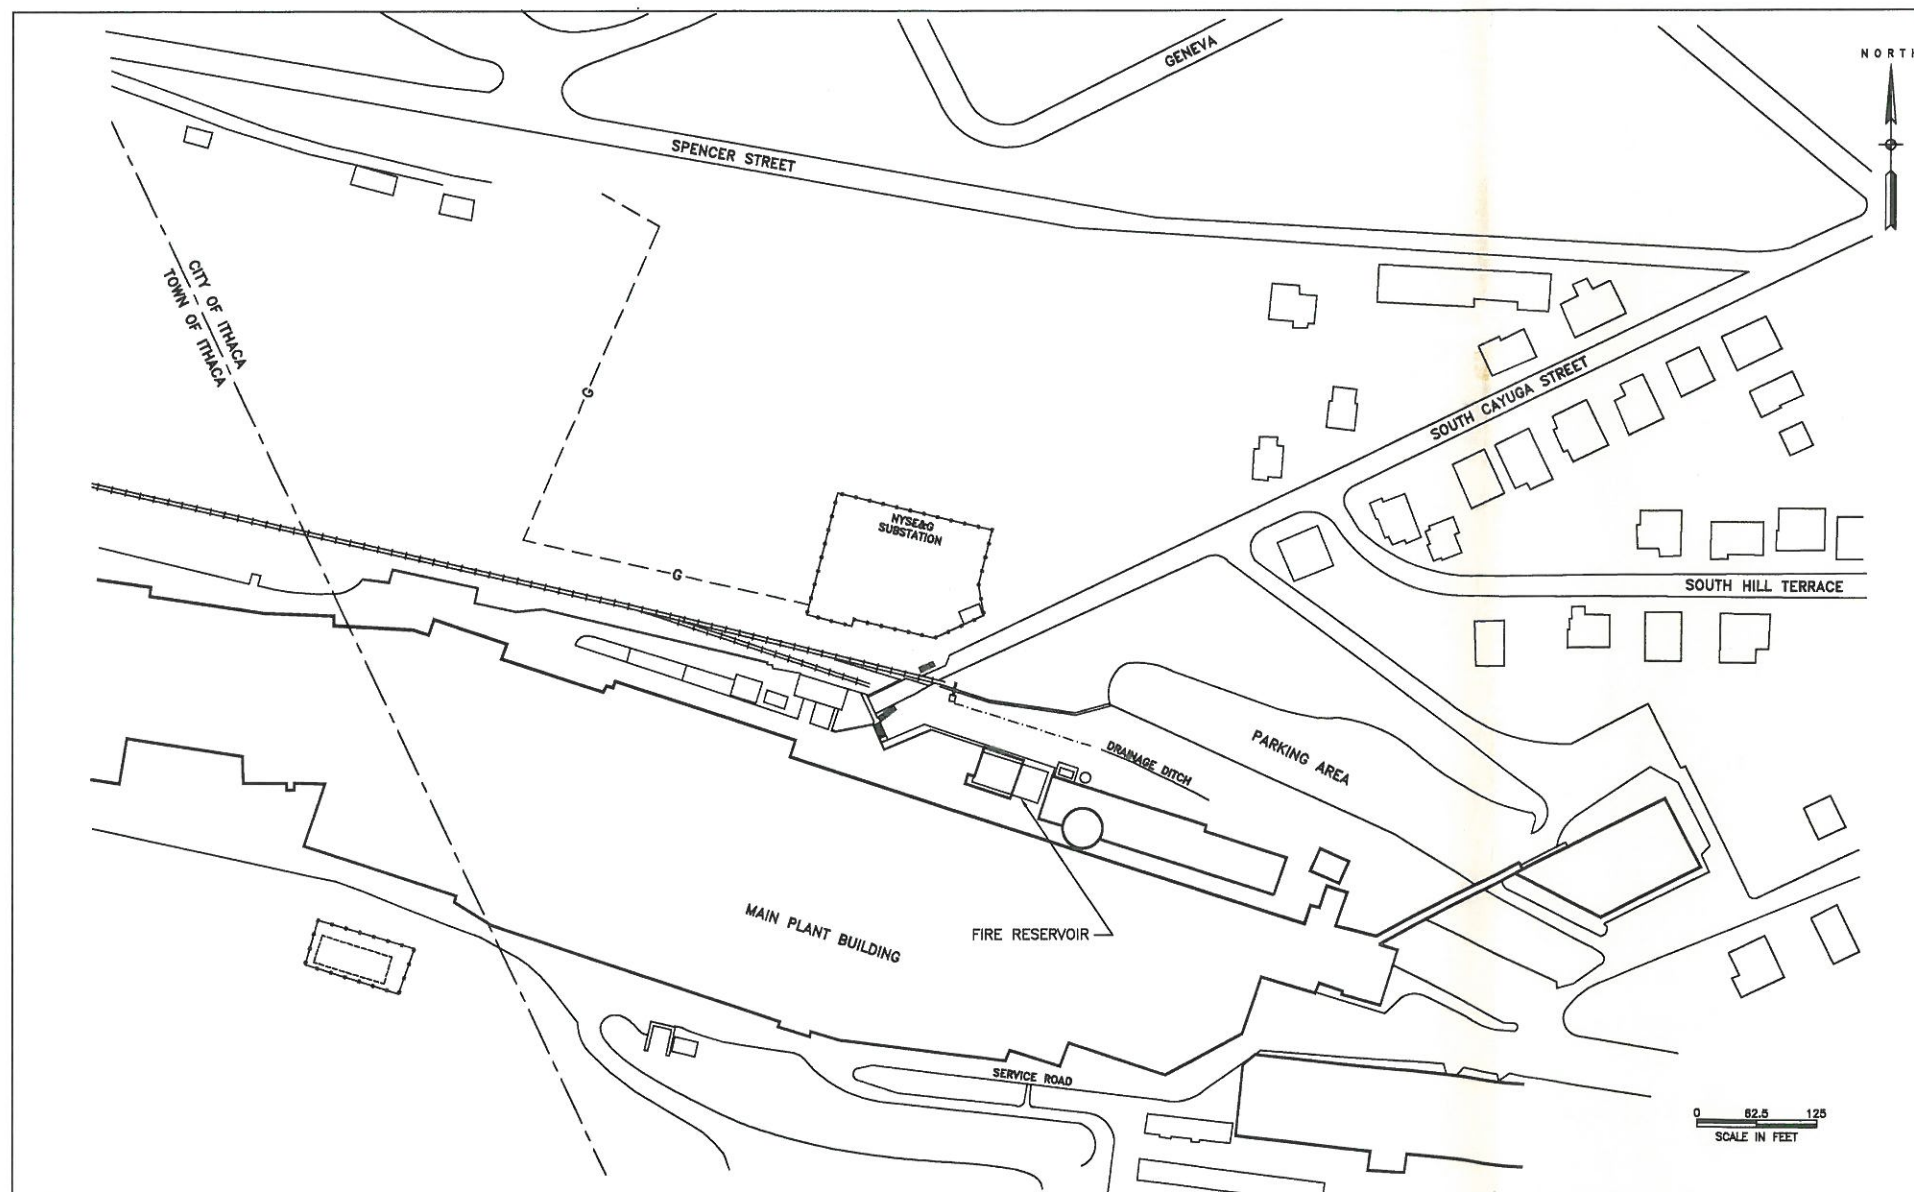 GENEVA
NORTH
SPENCER STREET
CITY OF ITHACA
TOWN OF ITHACA
G
SOUTH CAYUGA STREET
NYSE&G
SUBSTATION
G
SOUTH HILL TERRACE
PARKING AREA
DRAINAGE DITCH
MAIN PLANT BUILDING
FIRE RESERVOIR
SERVICE ROAD
0 62.5 125
SCALE IN FEET